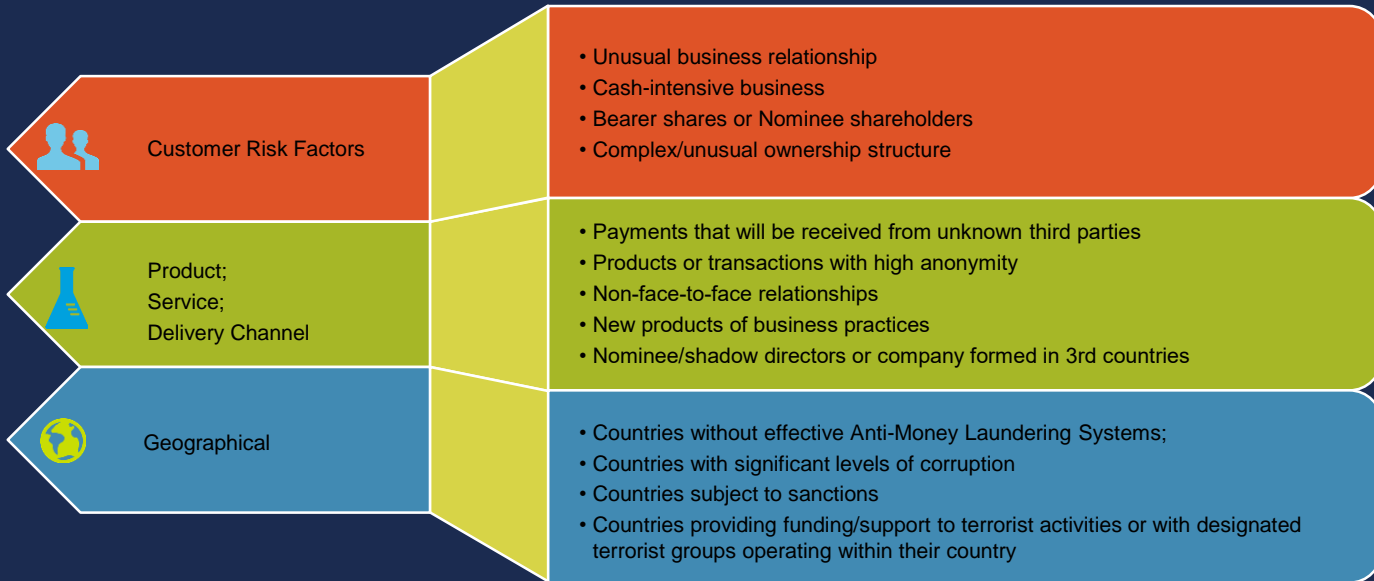 Customer Risk Factors
• Unusual business relationship
• Cash-intensive business
• Bearer shares or Nominee shareholders
• Complex/unusual ownership structure
Product;
Service;
Delivery Channel
• Payments that will be received from unknown third parties
• Products or transactions with high anonymity
• Non-face-to-face relationships
• New products of business practices
• Nominee/shadow directors or company formed in 3rd countries
Geographical
• Countries without effective Anti-Money Laundering Systems;
• Countries with significant levels of corruption
• Countries subject to sanctions
• Countries providing funding/support to terrorist activities or with designated
terrorist groups operating within their country